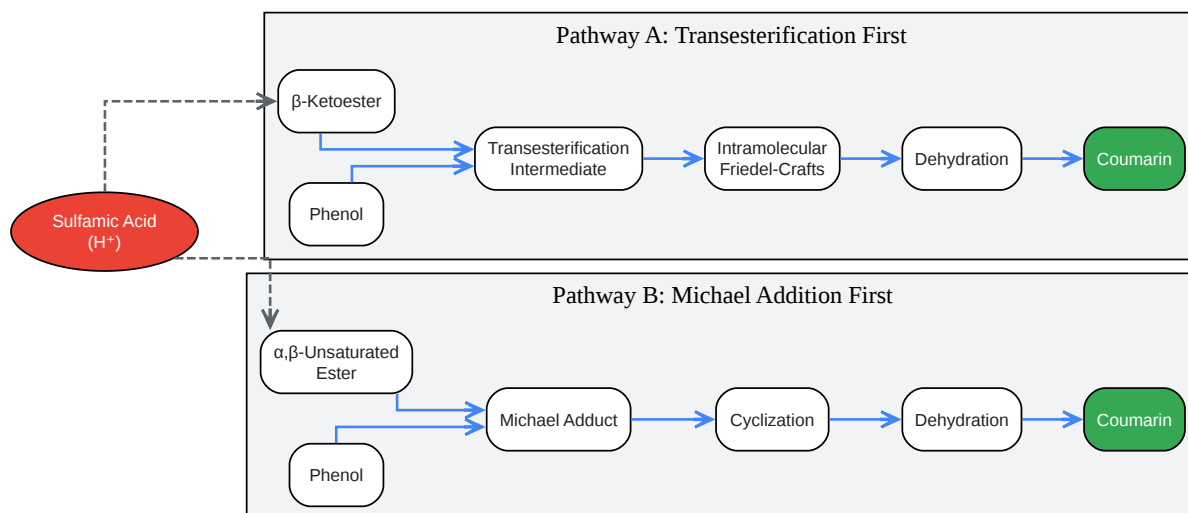 Pathway A: Transesterification First
β-Ketoester
Transesterification
Intermediate
Intramolecular
Friedel-Crafts
Dehydration
Coumarin
Phenol
Sulfamic Acid
(H⁺)
Pathway B: Michael Addition First
α,β-Unsaturated
Ester
Michael Adduct
Cyclization
Dehydration
Coumarin
Phenol